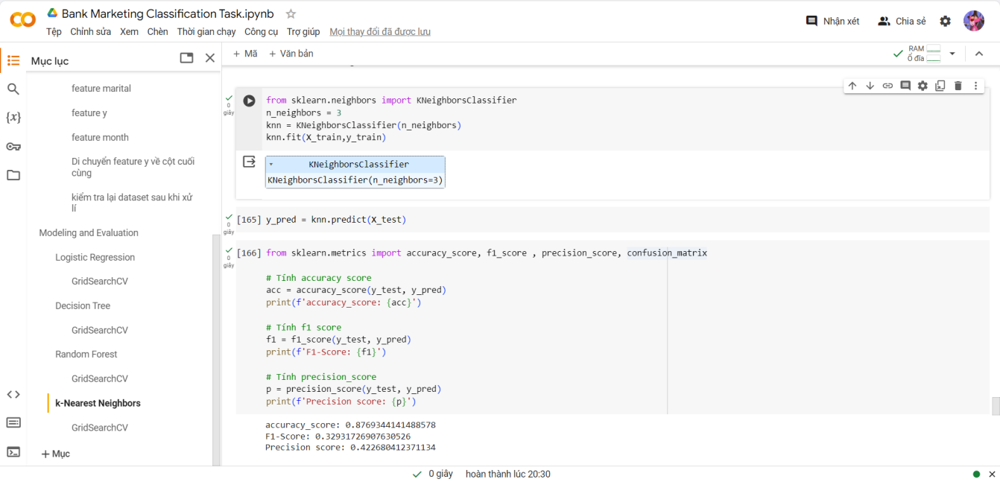 Bank Marketing Classification Task.ipynb
Tệp Chỉnh sửa Xem Chèn Thời gian chạy Công cụ Trợ giúp Mọi thay đổi đã được lưu
Nhận xét
Chia sẻ
Mục lục
+ Mã + Văn bản
RAM
Ổ đĩa
feature marital
feature y
feature month
Di chuyển feature y về cột cuối
cùng
kiểm tra lại dataset sau khi xử
lí
Modeling and Evaluation
Logistic Regression
GridSearchCV
Decision Tree
GridSearchCV
Random Forest
GridSearchCV
k-Nearest Neighbors
GridSearchCV
+ Mục
{x}
0
giây
from sklearn.neighbors import KNeighborsClassifier
n_neighbors = 3
knn = KNeighborsClassifier(n_neighbors)
knn.fit(X_train,y_train)
KNeighborsClassifier
KNeighborsClassifier(n_neighbors=3)
0
giây
[165] y_pred = knn.predict(X_test)
0
giây
[166] from sklearn.metrics import accuracy_score, f1_score , precision_score, confusion_matrix
# Tính accuracy score
acc = accuracy_score(y_test, y_pred)
print(f'accuracy_score: {acc}')
# Tính f1 score
f1 = f1_score(y_test, y_pred)
print(f'F1-Score: {f1}')
# Tính precision_score
p = precision_score(y_test, y_pred)
print(f'Precision score: {p}')
accuracy_score: 0.8769344141488578
F1-Score: 0.32931726907630526
Precision score: 0.422680412371134
0 giây hoàn thành lúc 20:30